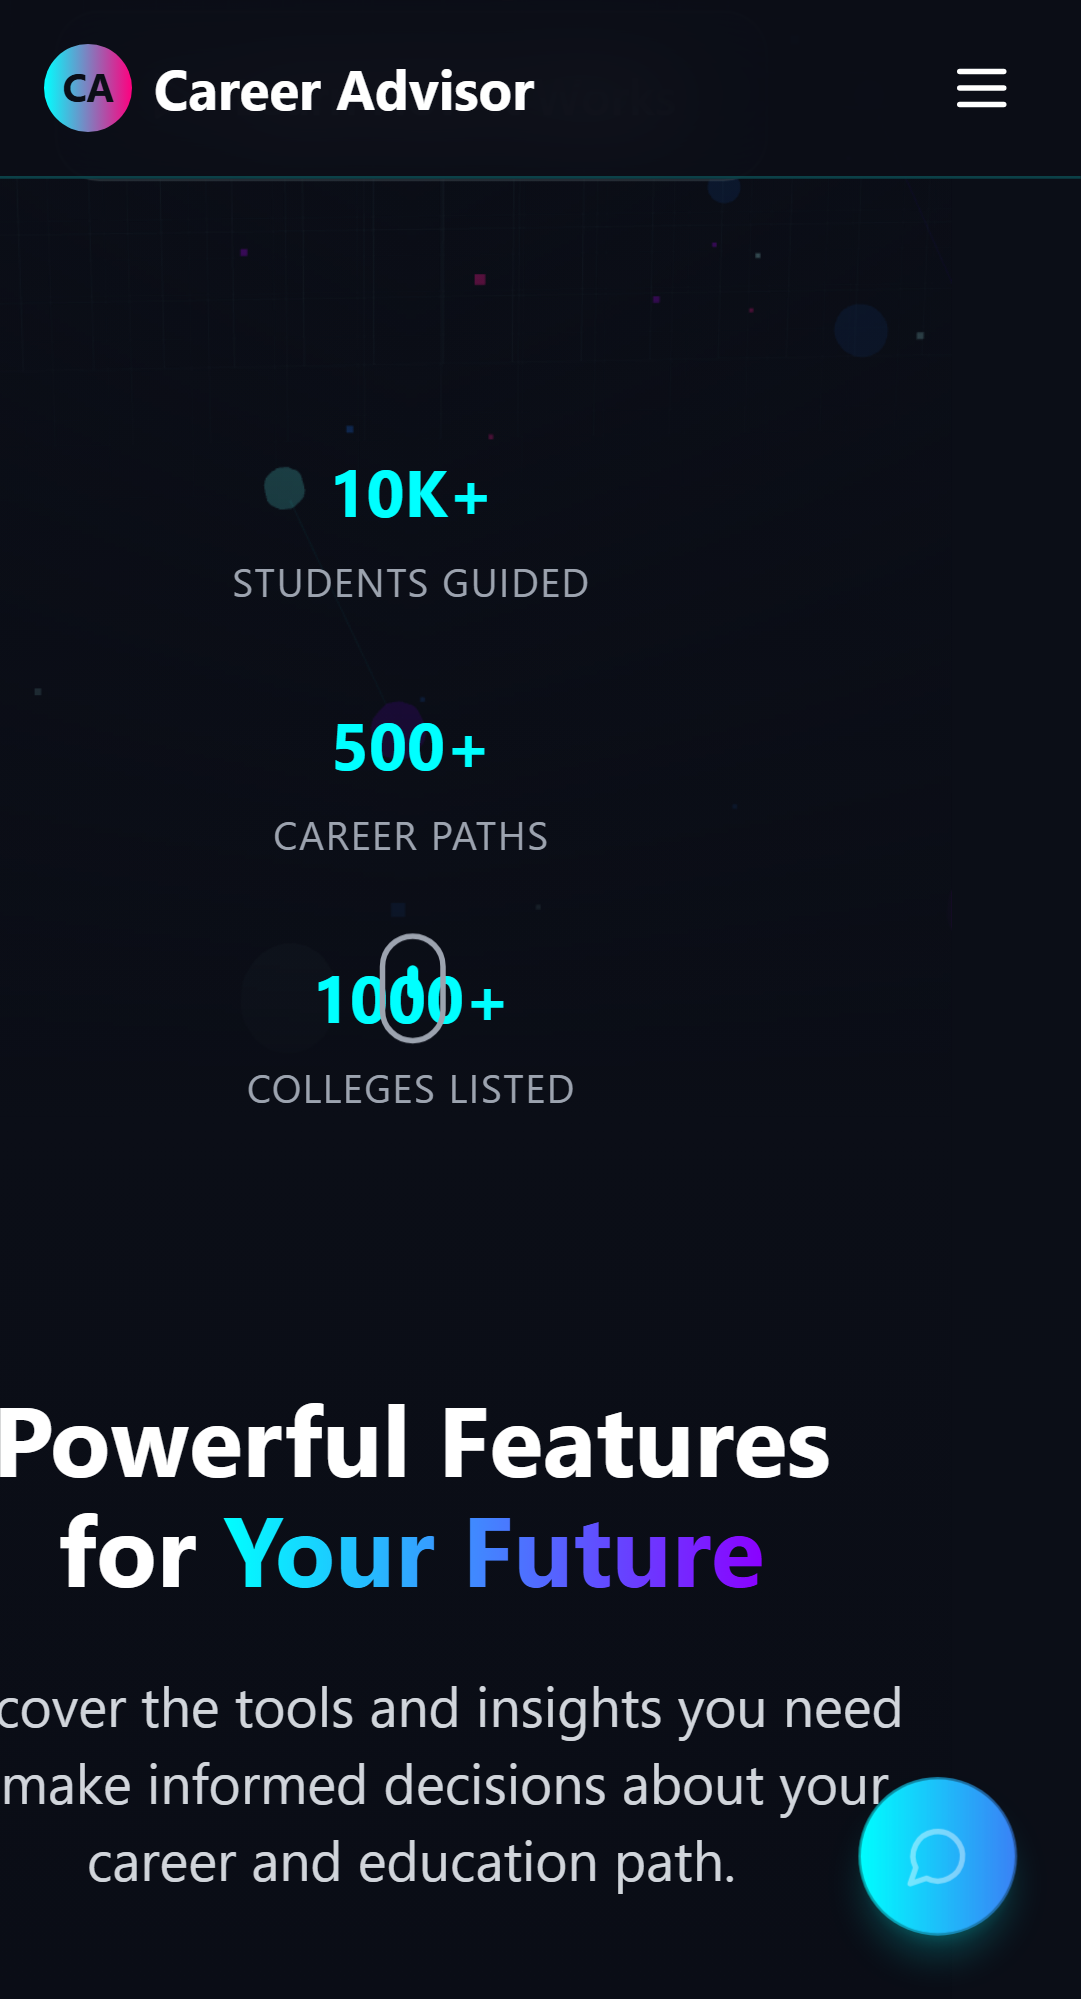 CA Career Advisor
10K+
STUDENTS GUIDED
500+
CAREER PATHS
1000+
COLLEGES LISTED
Powerful Features
for Your Future
cover the tools and insights you need
make informed decisions about your
career and education path.